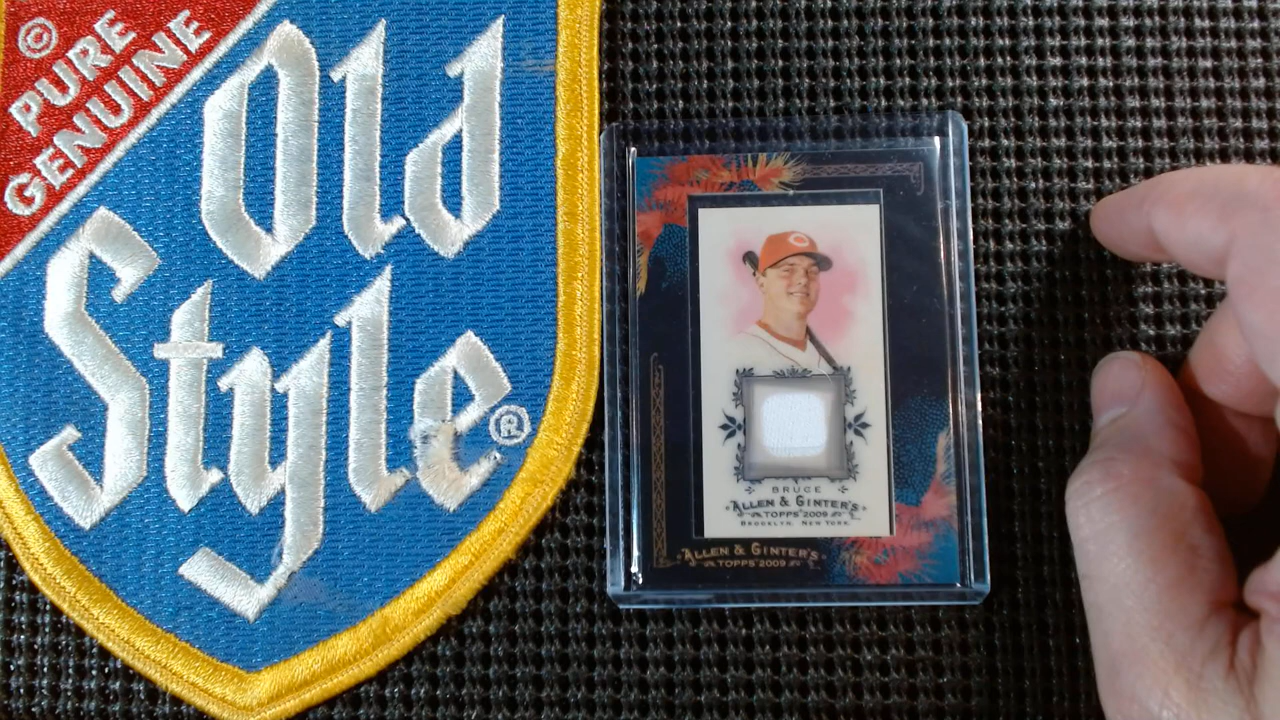 ©
PURE
GENUINE
Old
Style
®
C
BRUCE
ALLEN & GINTER'S
TOPPS 2009
BROOKLYN, NEW YORK
ALLEN & GINTER'S
TOPPS 2009